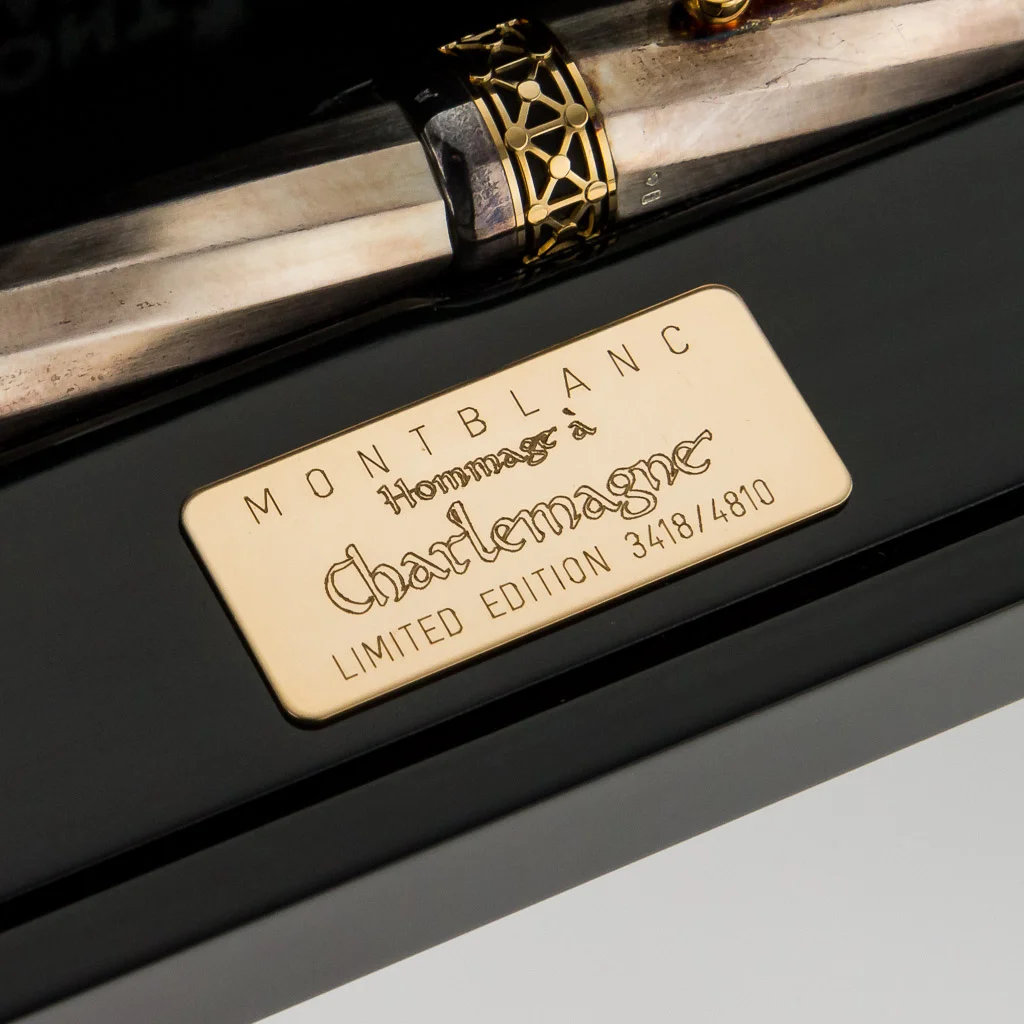 MONTBLANC
Hommage à
Charlemagne
LIMITED EDITION 3418/4810